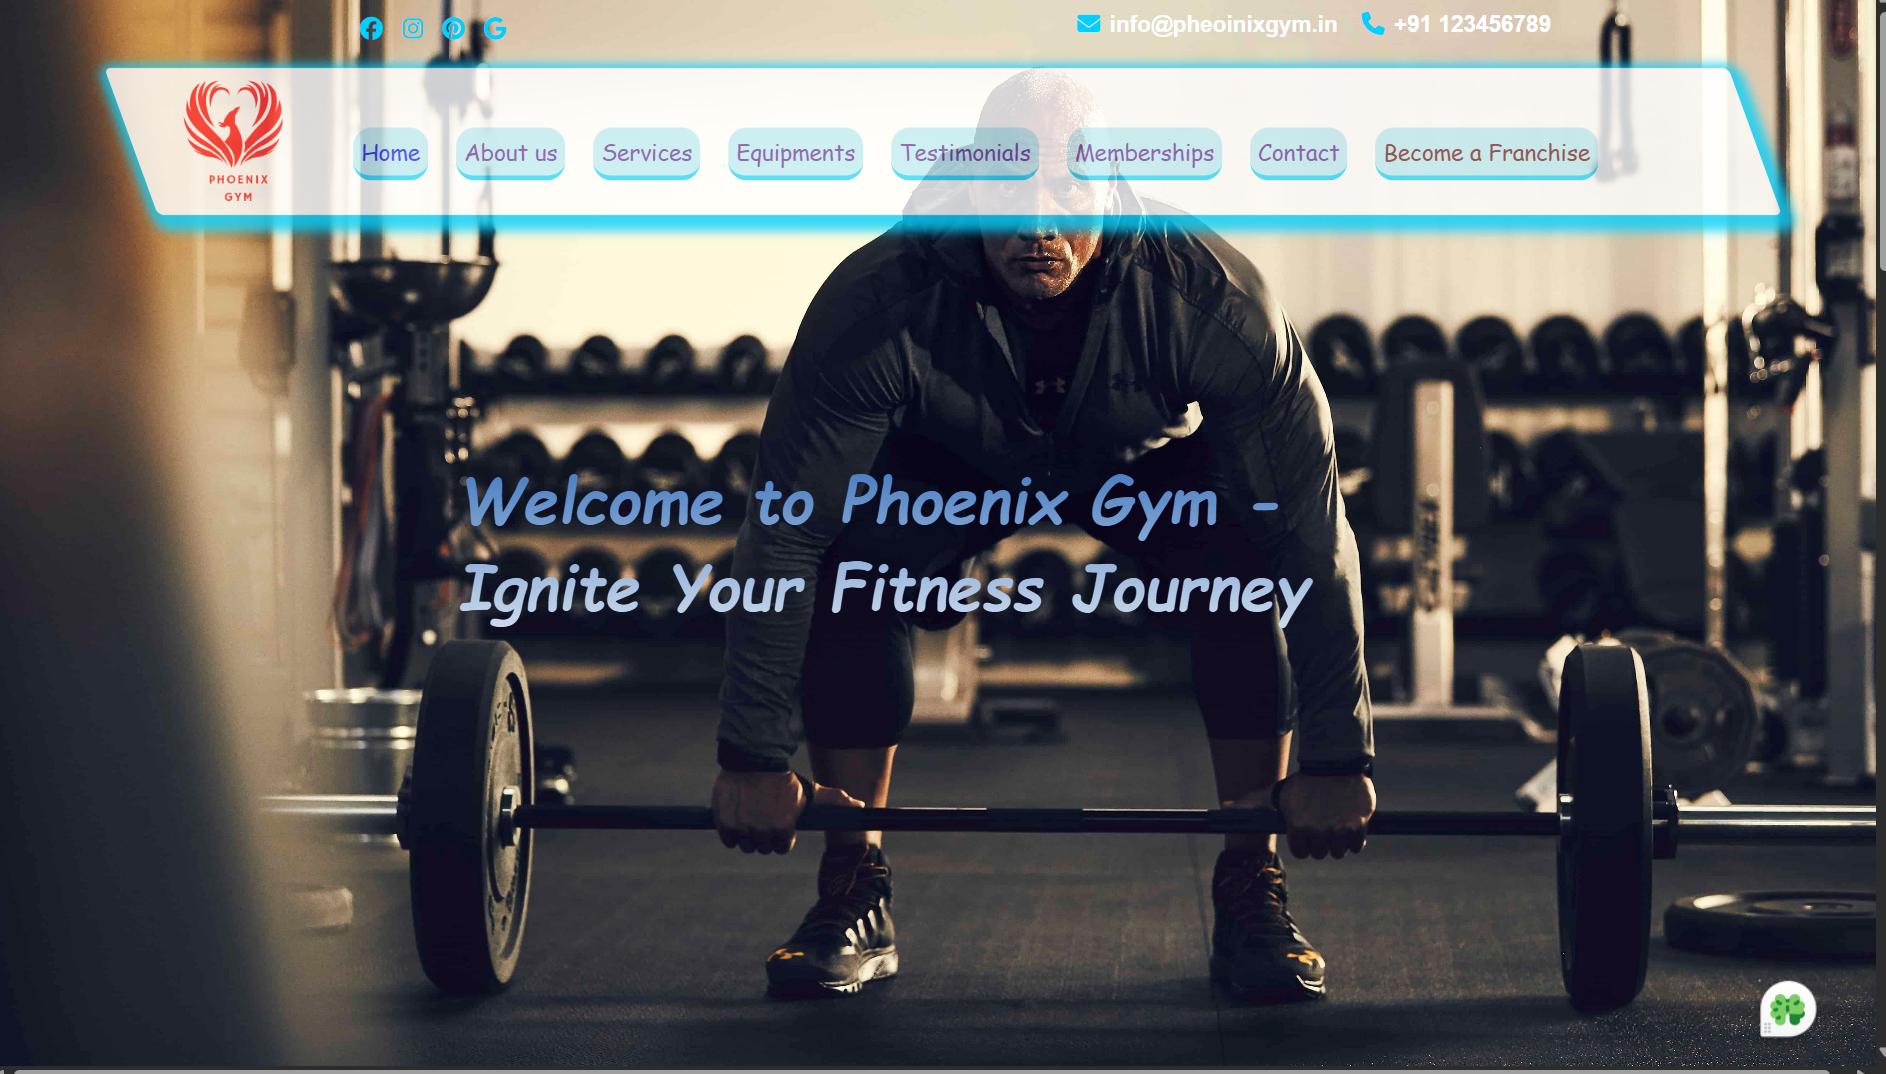 info@pheoinixgym.in +91 123456789
PHOENIX
GYM
Home About us Services Equipments Testimonials Memberships Contact Become a Franchise
Welcome to Phoenix Gym -
Ignite Your Fitness Journey